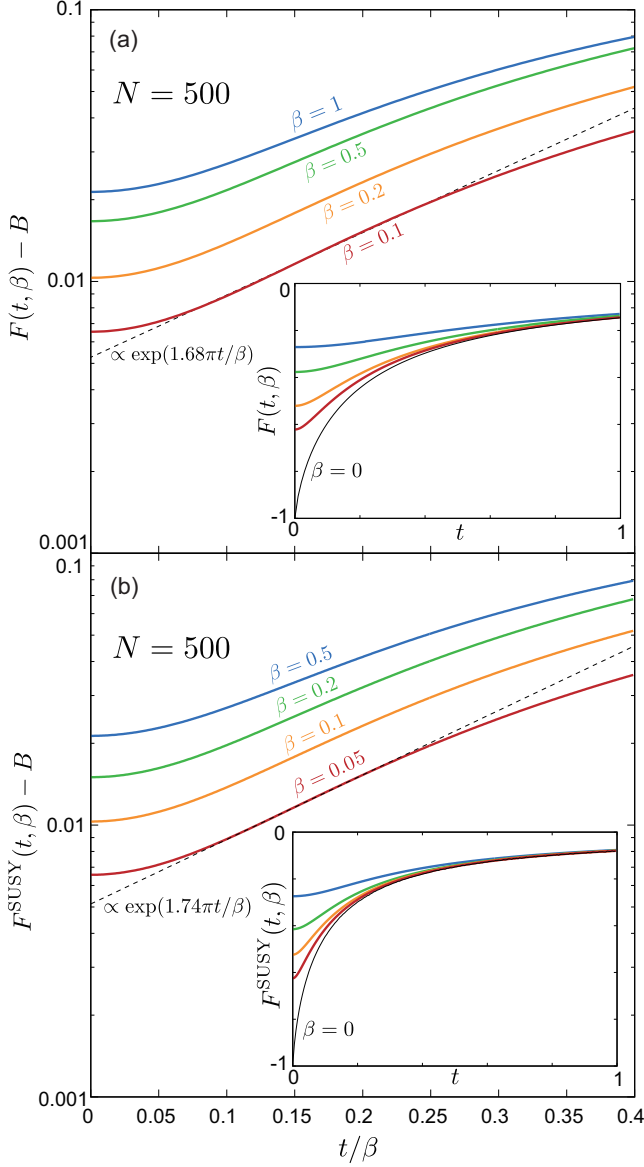 0.1
(a)
N = 500
β = 1
β = 0.5
β = 0.2
β = 0.1
F(t, β) − B
0.01
∝ exp(1.68πt/β)
0
F(t, β)
β = 0
-1
0
t
1
0.001
0.1
(b)
N = 500
β = 0.5
β = 0.2
β = 0.1
β = 0.05
F^SUSY(t, β) − B
0.01
∝ exp(1.74πt/β)
0
F^SUSY(t, β)
β = 0
-1
0
t
1
0.001
0 0.05 0.1 0.15 0.2 0.25 0.3 0.35 0.4
t/β